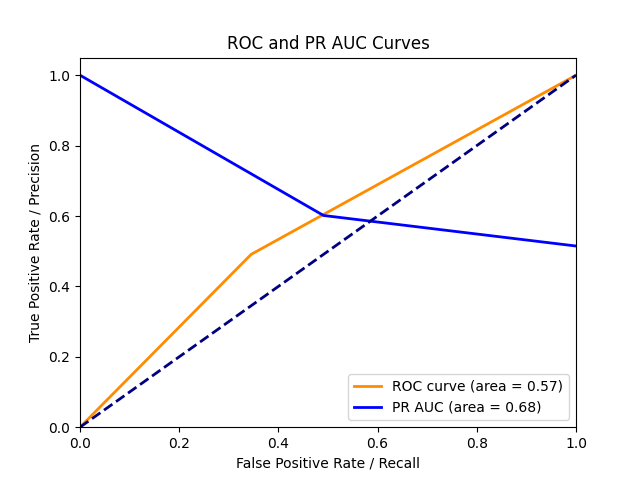 ROC and PR AUC Curves
True Positive Rate / Precision
1.0
0.8
0.6
0.4
0.2
0.0
0.0 0.2 0.4 0.6 0.8 1.0
False Positive Rate / Recall
ROC curve (area = 0.57)
PR AUC (area = 0.68)